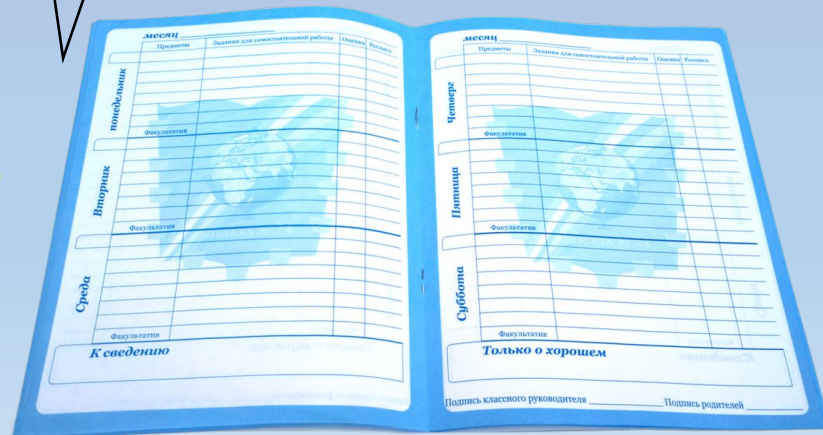 месяц
Предметы Задания для самостоятельной работы Оценка Роспись
понедельник
Факультатив
Вторник
Факультатив
Среда
Факультатив
К сведению
месяц
Предметы Задания для самостоятельной работы Оценка Роспись
Четверг
Факультатив
Пятница
Факультатив
Суббота
Факультатив
Только о хорошем
Подпись классного руководителя Подпись родителей